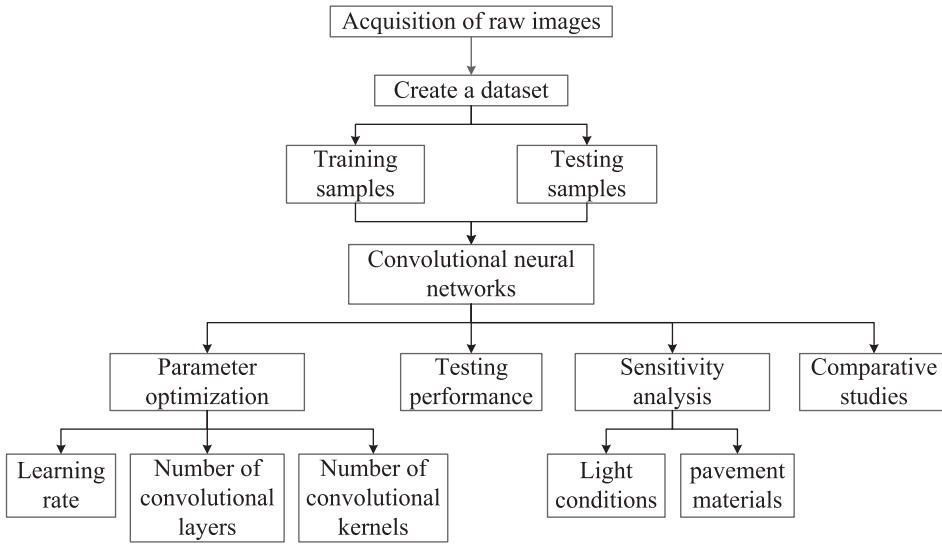 Acquisition of raw images
Create a dataset
Training
samples
Testing
samples
Convolutional neural
networks
Parameter
optimization
Testing
performance
Sensitivity
analysis
Comparative
studies
Learning
rate
Number of
convolutional
layers
Number of
convolutional
kernels
Light
conditions
pavement
materials